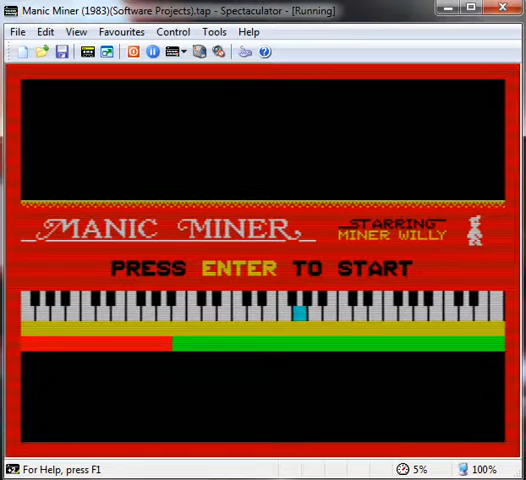 Manic Miner (1983)(Software Projects).tap - Spectaculator - [Running]
File Edit View Favourites Control Tools Help
MANIC MINER STARRING
MINER WILLY
PRESS ENTER TO START
For Help, press F1 5% 100%